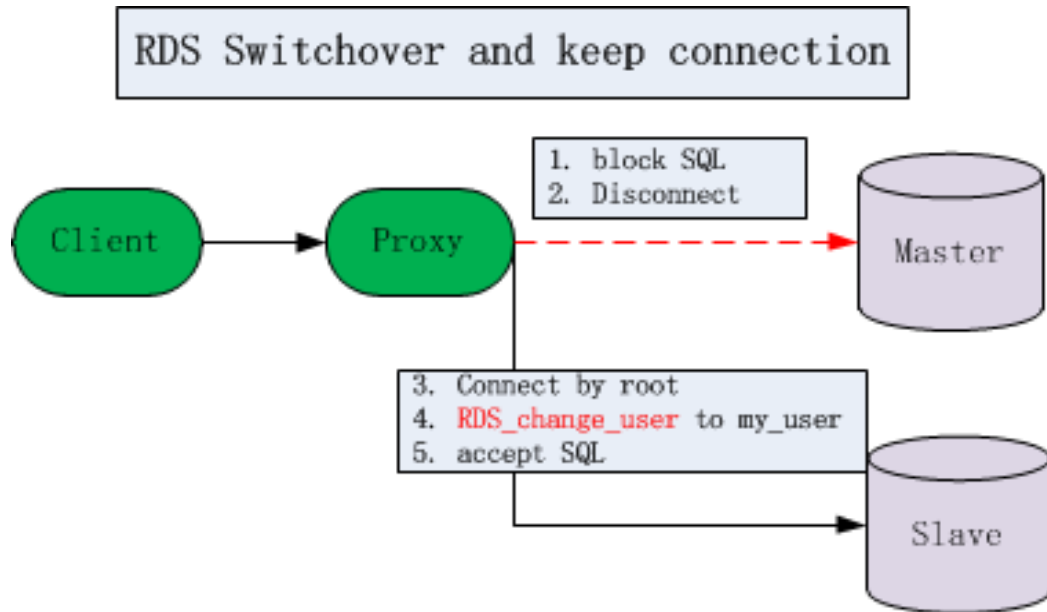 RDS Switchover and keep connection
1. block SQL
2. Disconnect
Client
Proxy
Master
3. Connect by root
4. RDS_change_user to my_user
5. accept SQL
Slave